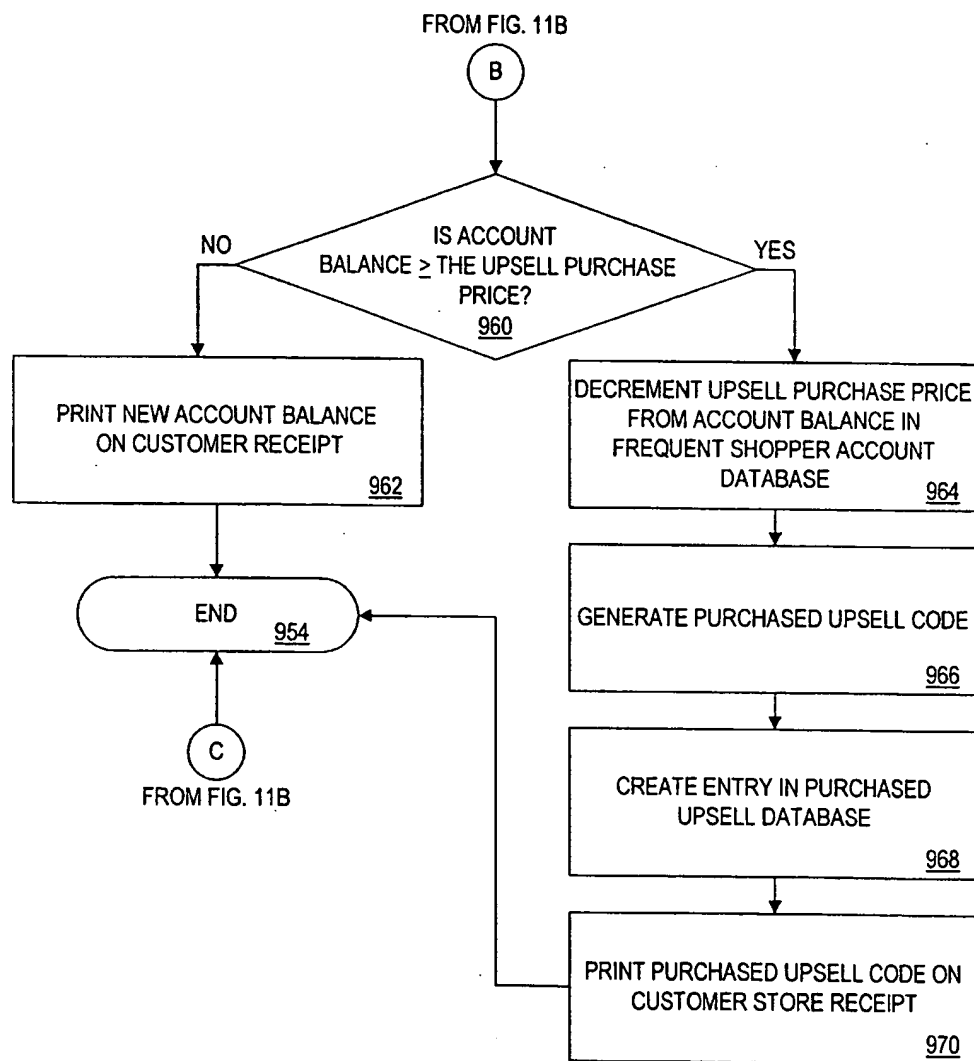 FROM FIG. 11B
B
IS ACCOUNT
BALANCE ≥ THE UPSELL PURCHASE
PRICE?
960
NO
YES
PRINT NEW ACCOUNT BALANCE
ON CUSTOMER RECEIPT
962
DECREMENT UPSELL PURCHASE PRICE
FROM ACCOUNT BALANCE IN
FREQUENT SHOPPER ACCOUNT
DATABASE
964
END
954
GENERATE PURCHASED UPSELL CODE
966
C
FROM FIG. 11B
CREATE ENTRY IN PURCHASED
UPSELL DATABASE
968
PRINT PURCHASED UPSELL CODE ON
CUSTOMER STORE RECEIPT
970